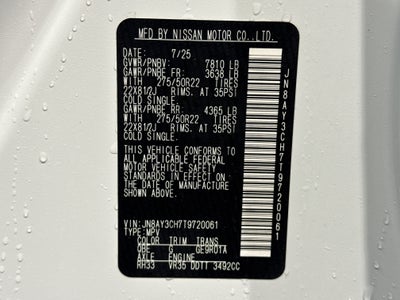 MFD BY NISSAN MOTOR CO.,LTD.
DATE: 7/25
GVWR/PNBV: 7810 LB
GAWR/PNBE FR: 3638 LB
WITH 275/50R22 TIRES
22X81/2J RIMS. AT 35PSI
COLD SINGLE.
GAWR/PNBE RR: 4365 LB
WITH 275/50R22 TIRES
22X81/2J RIMS. AT 35PSI
COLD SINGLE.
THIS VEHICLE CONFORMS TO
ALL APPLICABLE FEDERAL
MOTOR VEHICLE SAFETY
STANDARDS IN EFFECT ON
THE DATE OF MANUFACTURE
SHOWN ABOVE.
VIN: JN8AY3CH7T9720061
TYPE: MPV
COLOR TRIM TRANS
QBE G GE9R01A
AXLE ENGINE
RH33 VR35 DDTT 3492CC
JN8AY3CH7T9720061